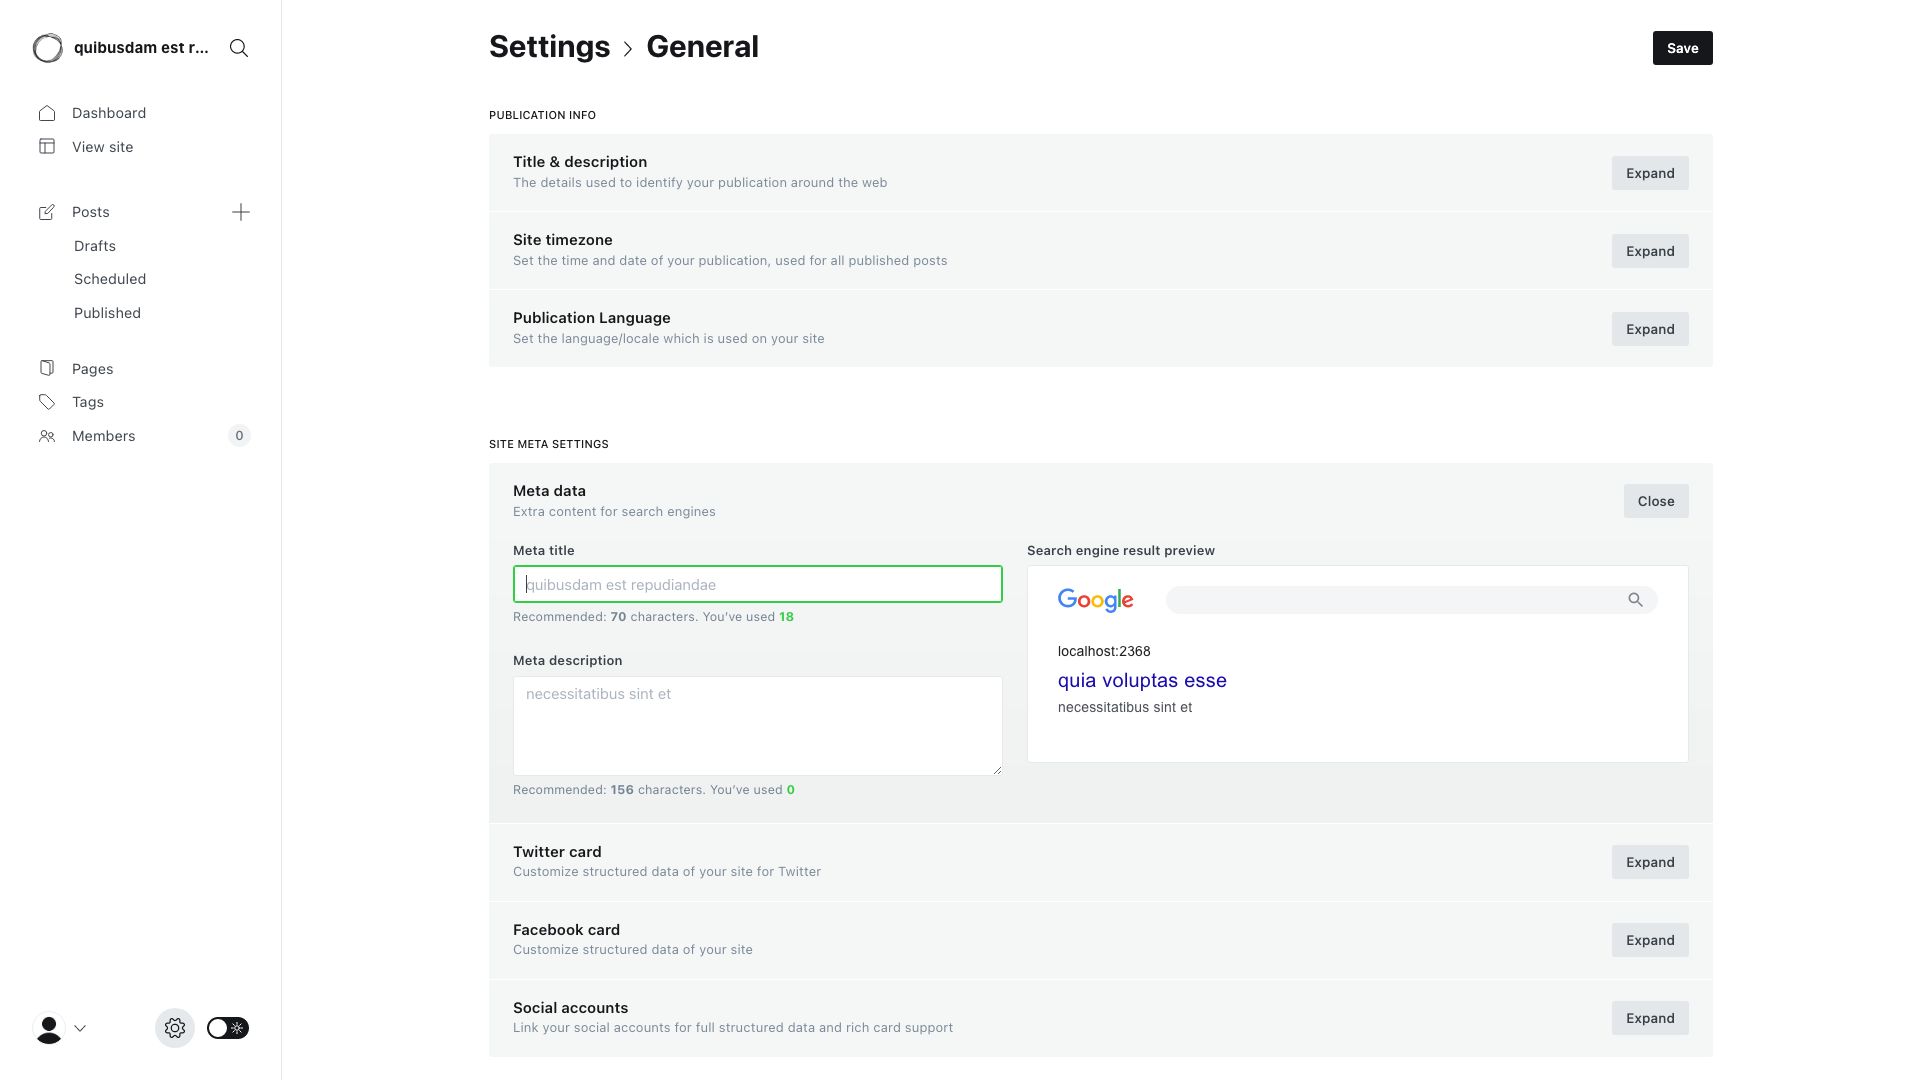 quibusdam est r...
Dashboard
View site
Posts
Drafts
Scheduled
Published
Pages
Tags
Members
0
Settings
General
Save
PUBLICATION INFO
Title & description
The details used to identify your publication around the web
Expand
Site timezone
Set the time and date of your publication, used for all published posts
Expand
Publication Language
Set the language/locale which is used on your site
Expand
SITE META SETTINGS
Meta data
Extra content for search engines
Close
Meta title
quibusdam est repudiandae
Recommended: 70 characters. You've used 18
Meta description
necessitatibus sint et
Recommended: 156 characters. You've used 0
Search engine result preview
Google
localhost:2368
quia voluptas esse
necessitatibus sint et
Twitter card
Customize structured data of your site for Twitter
Expand
Facebook card
Customize structured data of your site
Expand
Social accounts
Link your social accounts for full structured data and rich card support
Expand